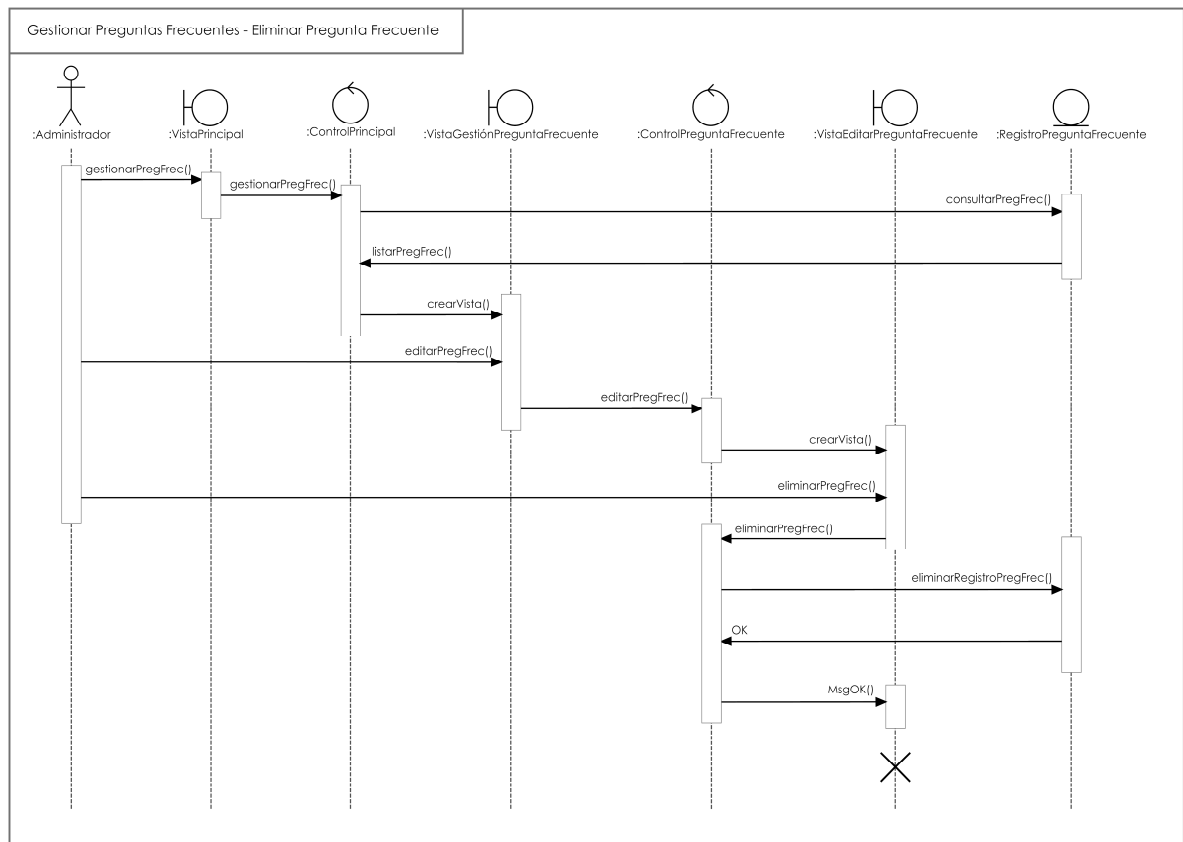 Gestionar Preguntas Frecuentes - Eliminar Pregunta Frecuente
:Administrador
:VistaPrincipal
:ControlPrincipal
:VistaGestiónPreguntaFrecuente
:ControlPreguntaFrecuente
:VistaEditarPreguntaFrecuente
:RegistroPreguntaFrecuente
gestionarPregFrec()
gestionarPregFrec()
consultarPregFrec()
listarPregFrec()
crearVista()
editarPregFrec()
editarPregFrec()
crearVista()
eliminarPregFrec()
eliminarPregFrec()
eliminarRegistroPregFrec()
OK
MsgOK()